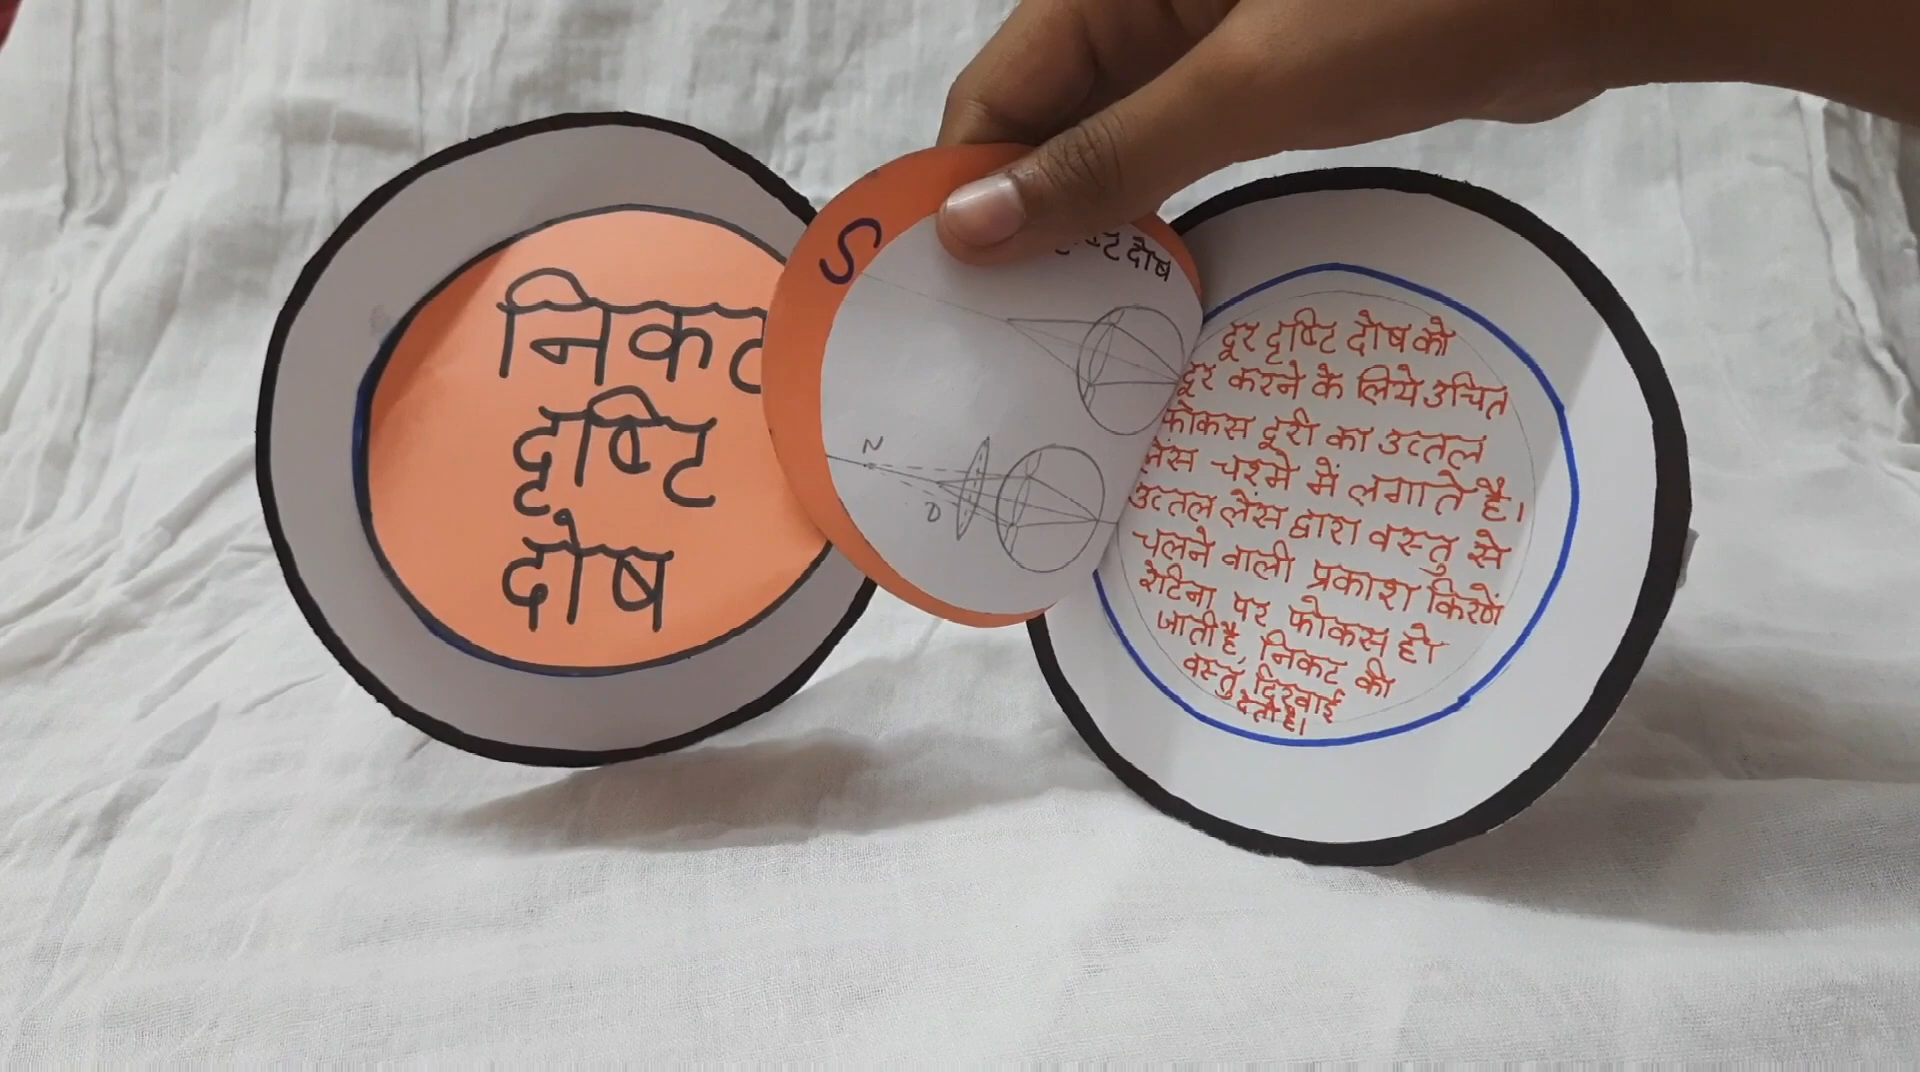 निकट
दृष्टि
दोष
S
दोष
N
D
दूर दृष्टि दोष को
दूर करने के लिये उचित
फोकस दूरी का उत्तल
लेंस चश्मे में लगाते है।
उत्तल लेंस द्वारा वस्तु से
चलने वाली प्रकाश किरणें
रेटिना पर फोकस हो
जाती है, निकट की
वस्तु दिखाई
देती है।